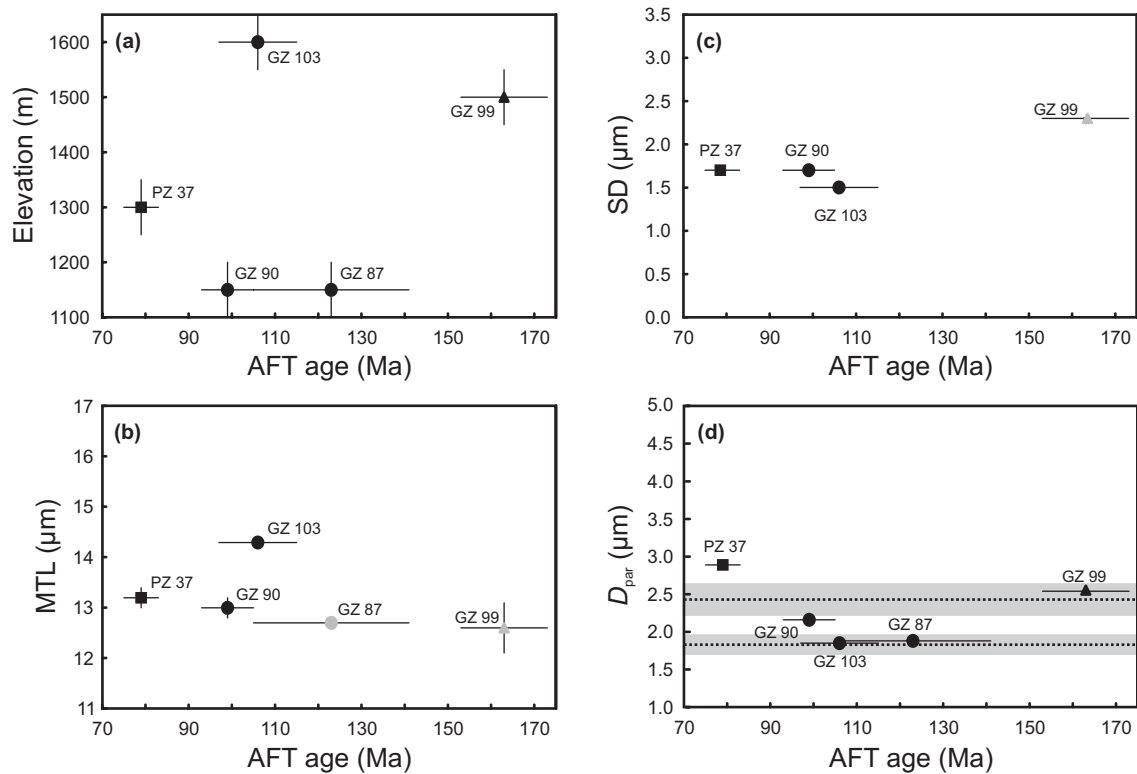 (a)
1600
1500
1400
1300
1200
1100
Elevation (m)
GZ 103
GZ 99
PZ 37
GZ 90
GZ 87
70 90 110 130 150 170
AFT age (Ma)
(c)
3.5
3.0
2.5
2.0
1.5
1.0
0.5
0.0
SD (μm)
GZ 99
PZ 37
GZ 90
GZ 103
70 90 110 130 150 170
AFT age (Ma)
(b)
17
16
15
14
13
12
11
MTL (μm)
GZ 103
PZ 37
GZ 90
GZ 87
GZ 99
70 90 110 130 150 170
AFT age (Ma)
(d)
5.0
4.5
4.0
3.5
3.0
2.5
2.0
1.5
1.0
Dpar (μm)
PZ 37
GZ 99
GZ 90
GZ 87
GZ 103
70 90 110 130 150 170
AFT age (Ma)